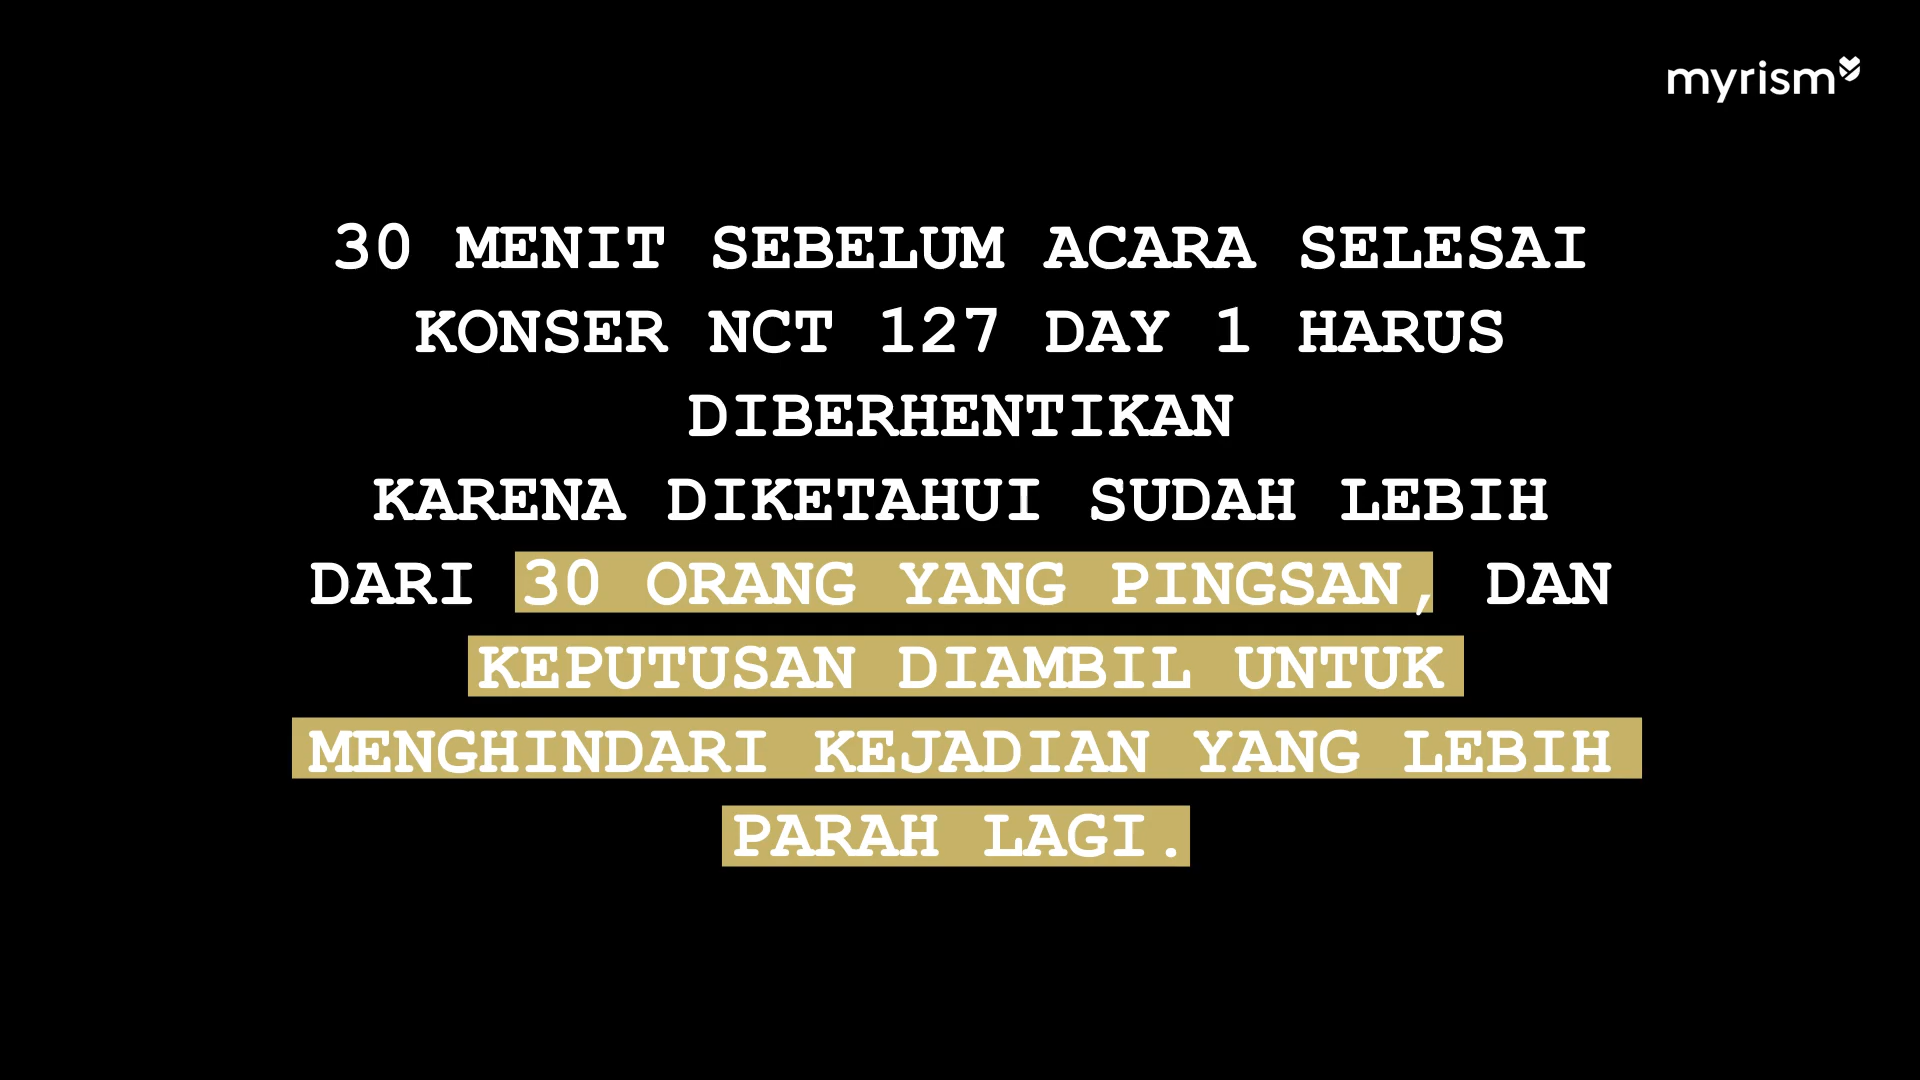 myrism
30 MENIT SEBELUM ACARA SELESAI
KONSER NCT 127 DAY 1 HARUS
DIBERHENTIKAN
KARENA DIKETAHUI SUDAH LEBIH
DARI 30 ORANG YANG PINGSAN, DAN
KEPUTUSAN DIAMBIL UNTUK
MENGHINDARI KEJADIAN YANG LEBIH
PARAH LAGI.